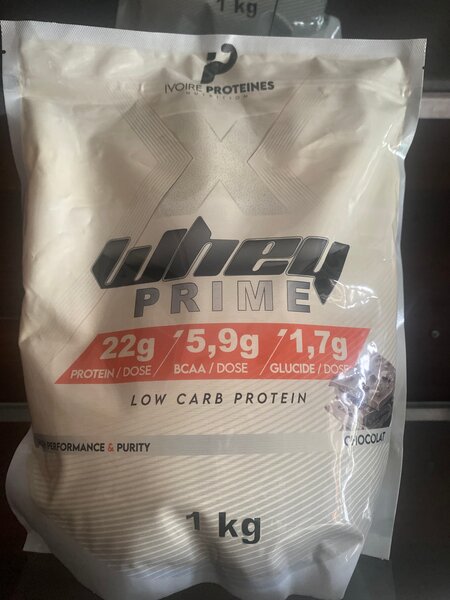 1 kg
IVOIRE PROTEINES
NUTRITION
X
Whey
PRIME
22g 5,9g 1,7g
PROTEIN / DOSE BCAA / DOSE GLUCIDE / DOSE
LOW CARB PROTEIN
CHOCOLAT
PERFORMANCE & PURITY
1 kg